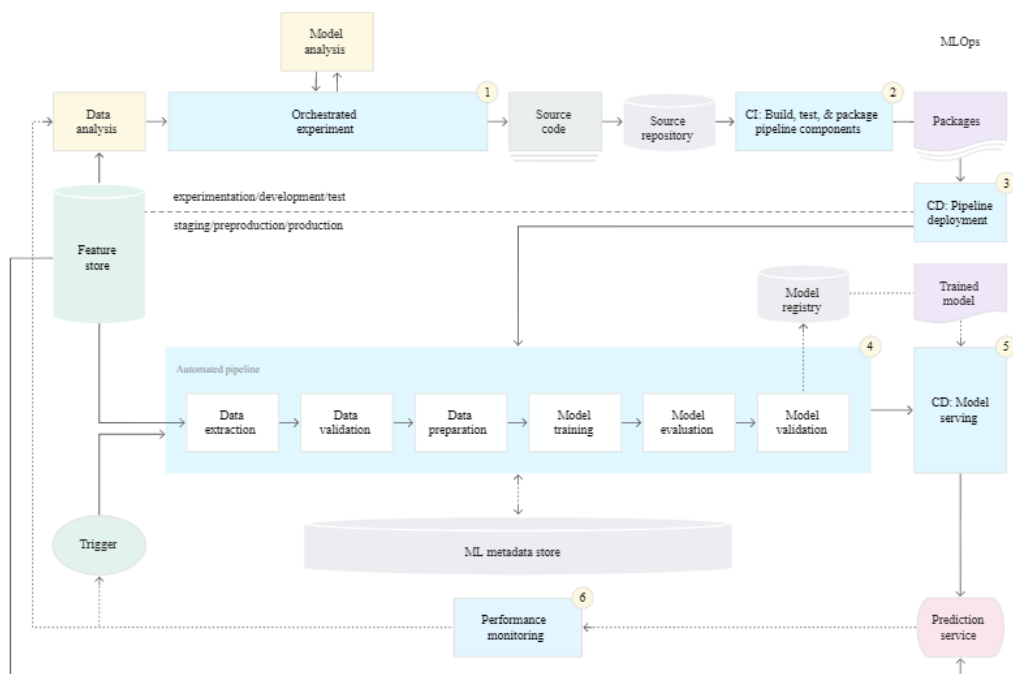 Model
analysis
MLOps
1
2
Data
analysis
Orchestrated
experiment
Source
code
Source
repository
CI: Build, test, & package
pipeline components
Packages
3
experimentation/development/test
CD: Pipeline
deployment
staging/preproduction/production
Feature
store
Model
registry
Trained
model
4
5
Automated pipeline
Data
extraction
Data
validation
Data
preparation
Model
training
Model
evaluation
Model
validation
CD: Model
serving
Trigger
ML metadata store
6
Performance
monitoring
Prediction
service